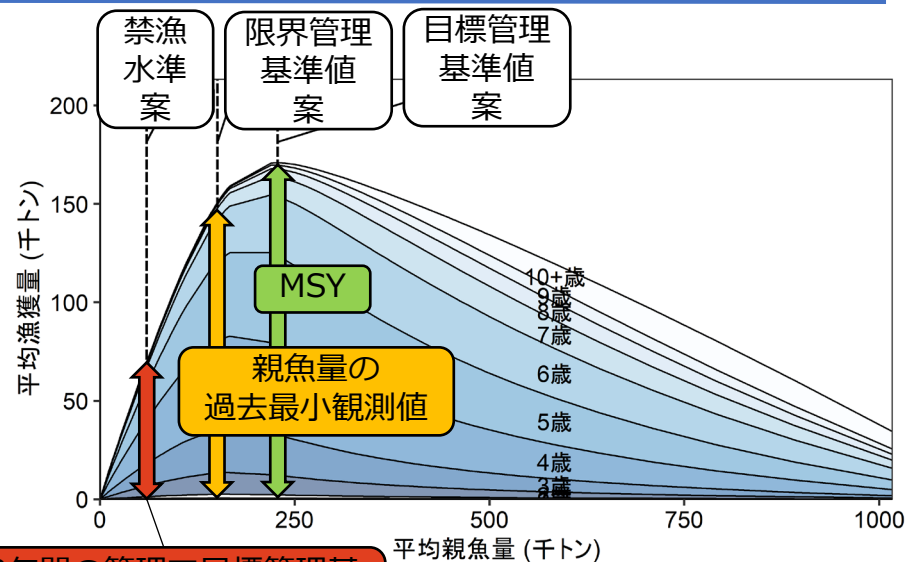 禁漁
水準
案
限界管理
基準値
案
目標管理
基準値
案
200
150
100
50
0
平均漁獲量 (千トン)
MSY
親魚量の
過去最小観測値
10+歳
9歳
8歳
7歳
6歳
5歳
4歳
3歳
0
250
500
750
1000
平均親魚量 (千トン)